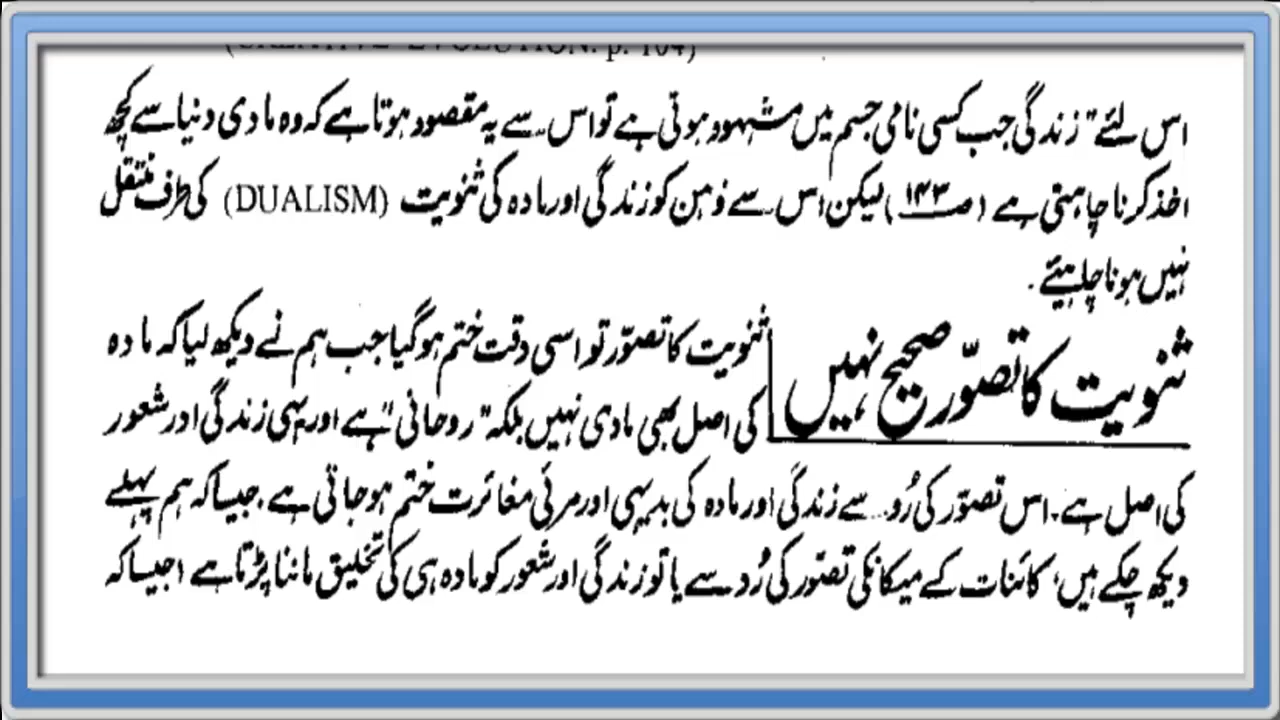 (CREATIVE EVOLUTION. p. 104)
اس لئے "زندگی جب کسی نامی جسم میں مشہود ہوتی ہے تو اس سے یہ مقصود ہوتا ہے کہ وہ مادی دنیا سے کچھ
اخذ کرنا چاہتی ہے (صـ۱۴۳) لیکن اس سے ذہن کو زندگی اور مادہ کی ثنویت (DUALISM) کی طرف منتقل
نہیں ہونا چاہیئے۔
ثنویت کا تصوّر صحیح نہیں
ثنویت کا تصوّر تو اسی وقت ختم ہو گیا جب ہم نے دیکھ لیا کہ مادہ
کی اصل بھی مادی نہیں بلکہ "روحانی" ہے اور یہی زندگی اور شعور
کی اصل ہے۔ اس تصوّر کی رُو سے زندگی اور مادہ کی بدیہی اور مرئی مغائرت ختم ہو جاتی ہے۔ جیسا کہ ہم پہلے
دیکھ چکے ہیں، کائنات کے میکانکی تصوّر کی رُو سے یا تو زندگی اور شعور کو مادہ ہی کی تخلیق ماننا پڑتا ہے (جیسا کہ